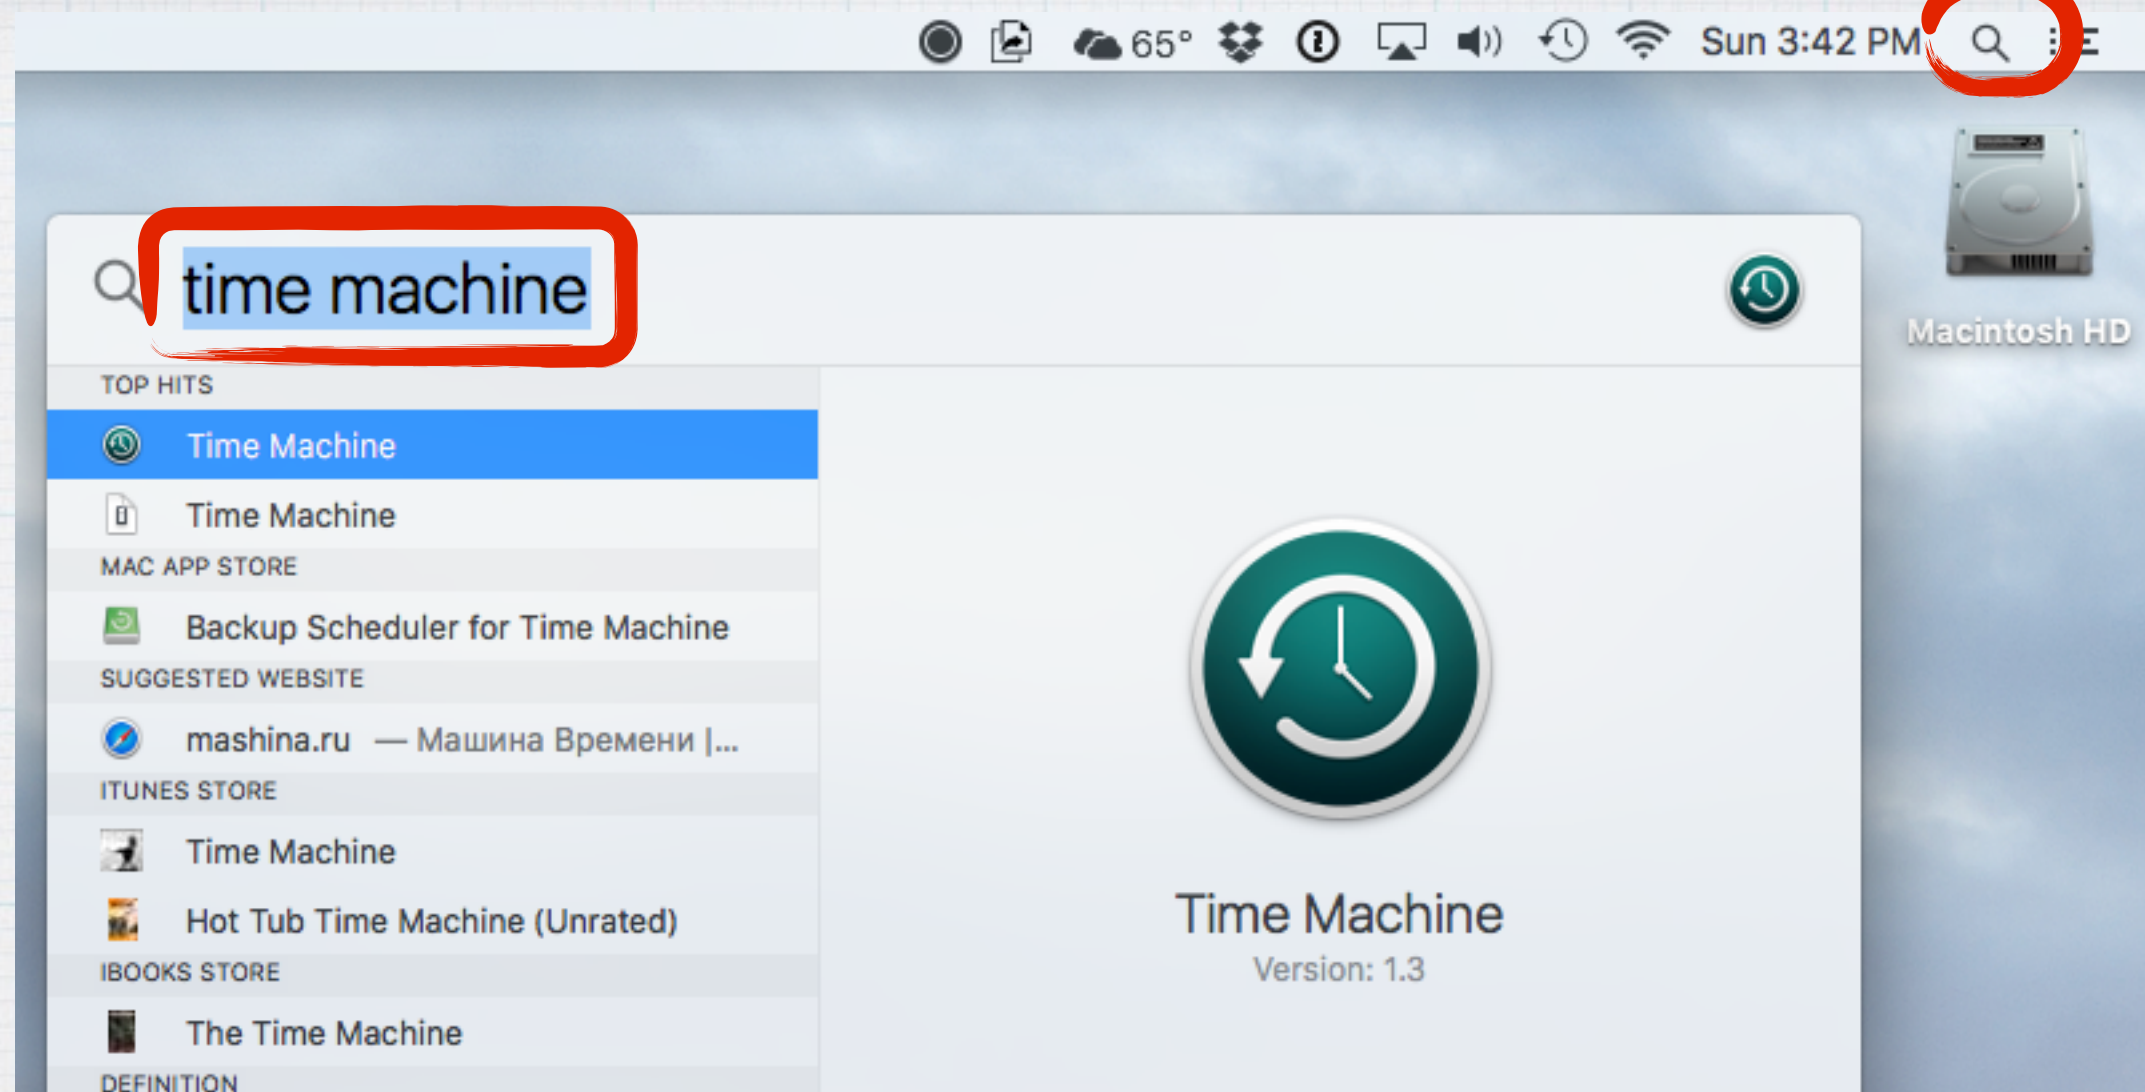 65° Sun 3:42 PM
Macintosh HD
time machine
TOP HITS
Time Machine
Time Machine
MAC APP STORE
Backup Scheduler for Time Machine
SUGGESTED WEBSITE
mashina.ru — Машина Времени |...
ITUNES STORE
Time Machine
Hot Tub Time Machine (Unrated)
IBOOKS STORE
The Time Machine
DEFINITION
Time Machine
Version: 1.3